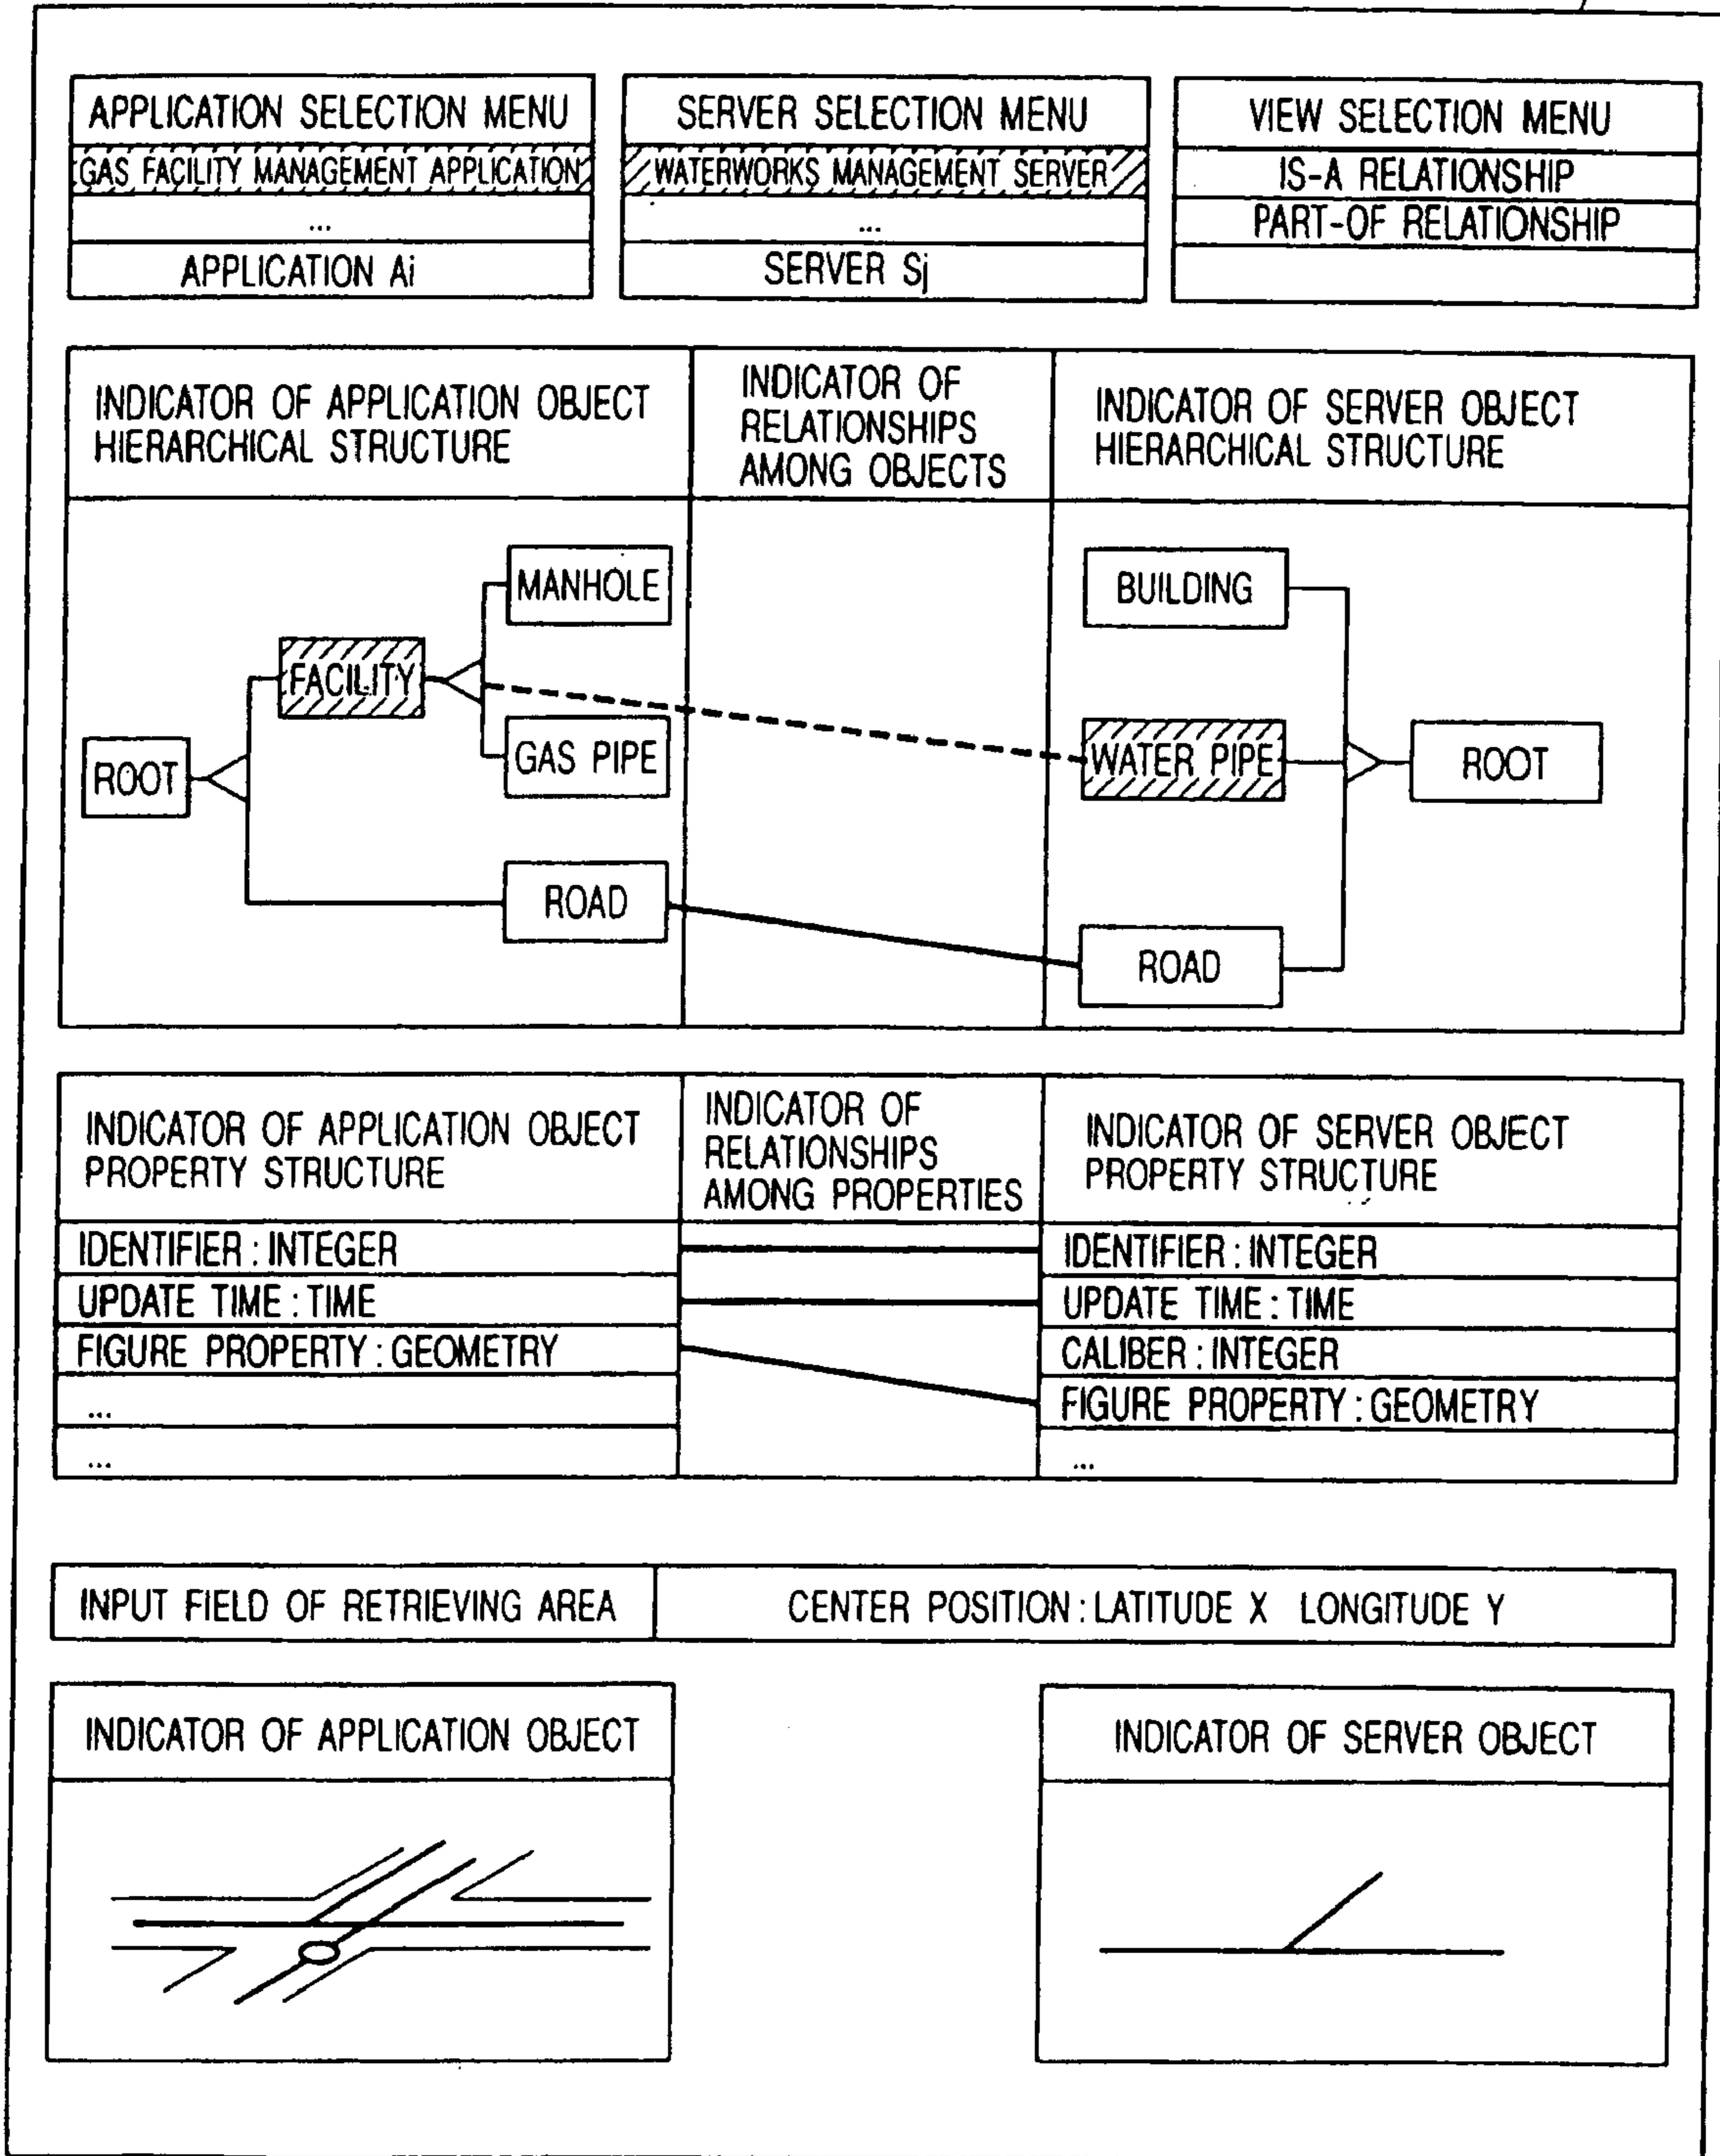 APPLICATION SELECTION MENU
GAS FACILITY MANAGEMENT APPLICATION
...
APPLICATION Ai
SERVER SELECTION MENU
WATERWORKS MANAGEMENT SERVER
...
SERVER Sj
VIEW SELECTION MENU
IS-A RELATIONSHIP
PART-OF RELATIONSHIP
INDICATOR OF APPLICATION OBJECT
HIERARCHICAL STRUCTURE
INDICATOR OF
RELATIONSHIPS
AMONG OBJECTS
INDICATOR OF SERVER OBJECT
HIERARCHICAL STRUCTURE
MANHOLE
FACILITY
GAS PIPE
ROOT
ROAD
BUILDING
WATER PIPE
ROOT
ROAD
INDICATOR OF APPLICATION OBJECT
PROPERTY STRUCTURE
INDICATOR OF
RELATIONSHIPS
AMONG PROPERTIES
INDICATOR OF SERVER OBJECT
PROPERTY STRUCTURE
IDENTIFIER : INTEGER
UPDATE TIME : TIME
FIGURE PROPERTY : GEOMETRY
...
...
IDENTIFIER : INTEGER
UPDATE TIME : TIME
CALIBER : INTEGER
FIGURE PROPERTY : GEOMETRY
...
INPUT FIELD OF RETRIEVING AREA
CENTER POSITION : LATITUDE X LONGITUDE Y
INDICATOR OF APPLICATION OBJECT
INDICATOR OF SERVER OBJECT